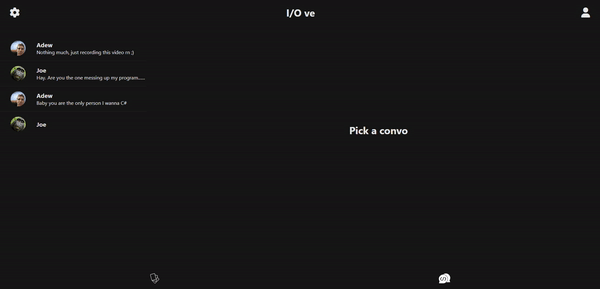 I/O ve
Adew
Nothing much, just recording this video rn ;)
Joe
Hay. Are you the one messing up my program......
Adew
Baby you are the only person I wanna C#
Joe
Pick a convo